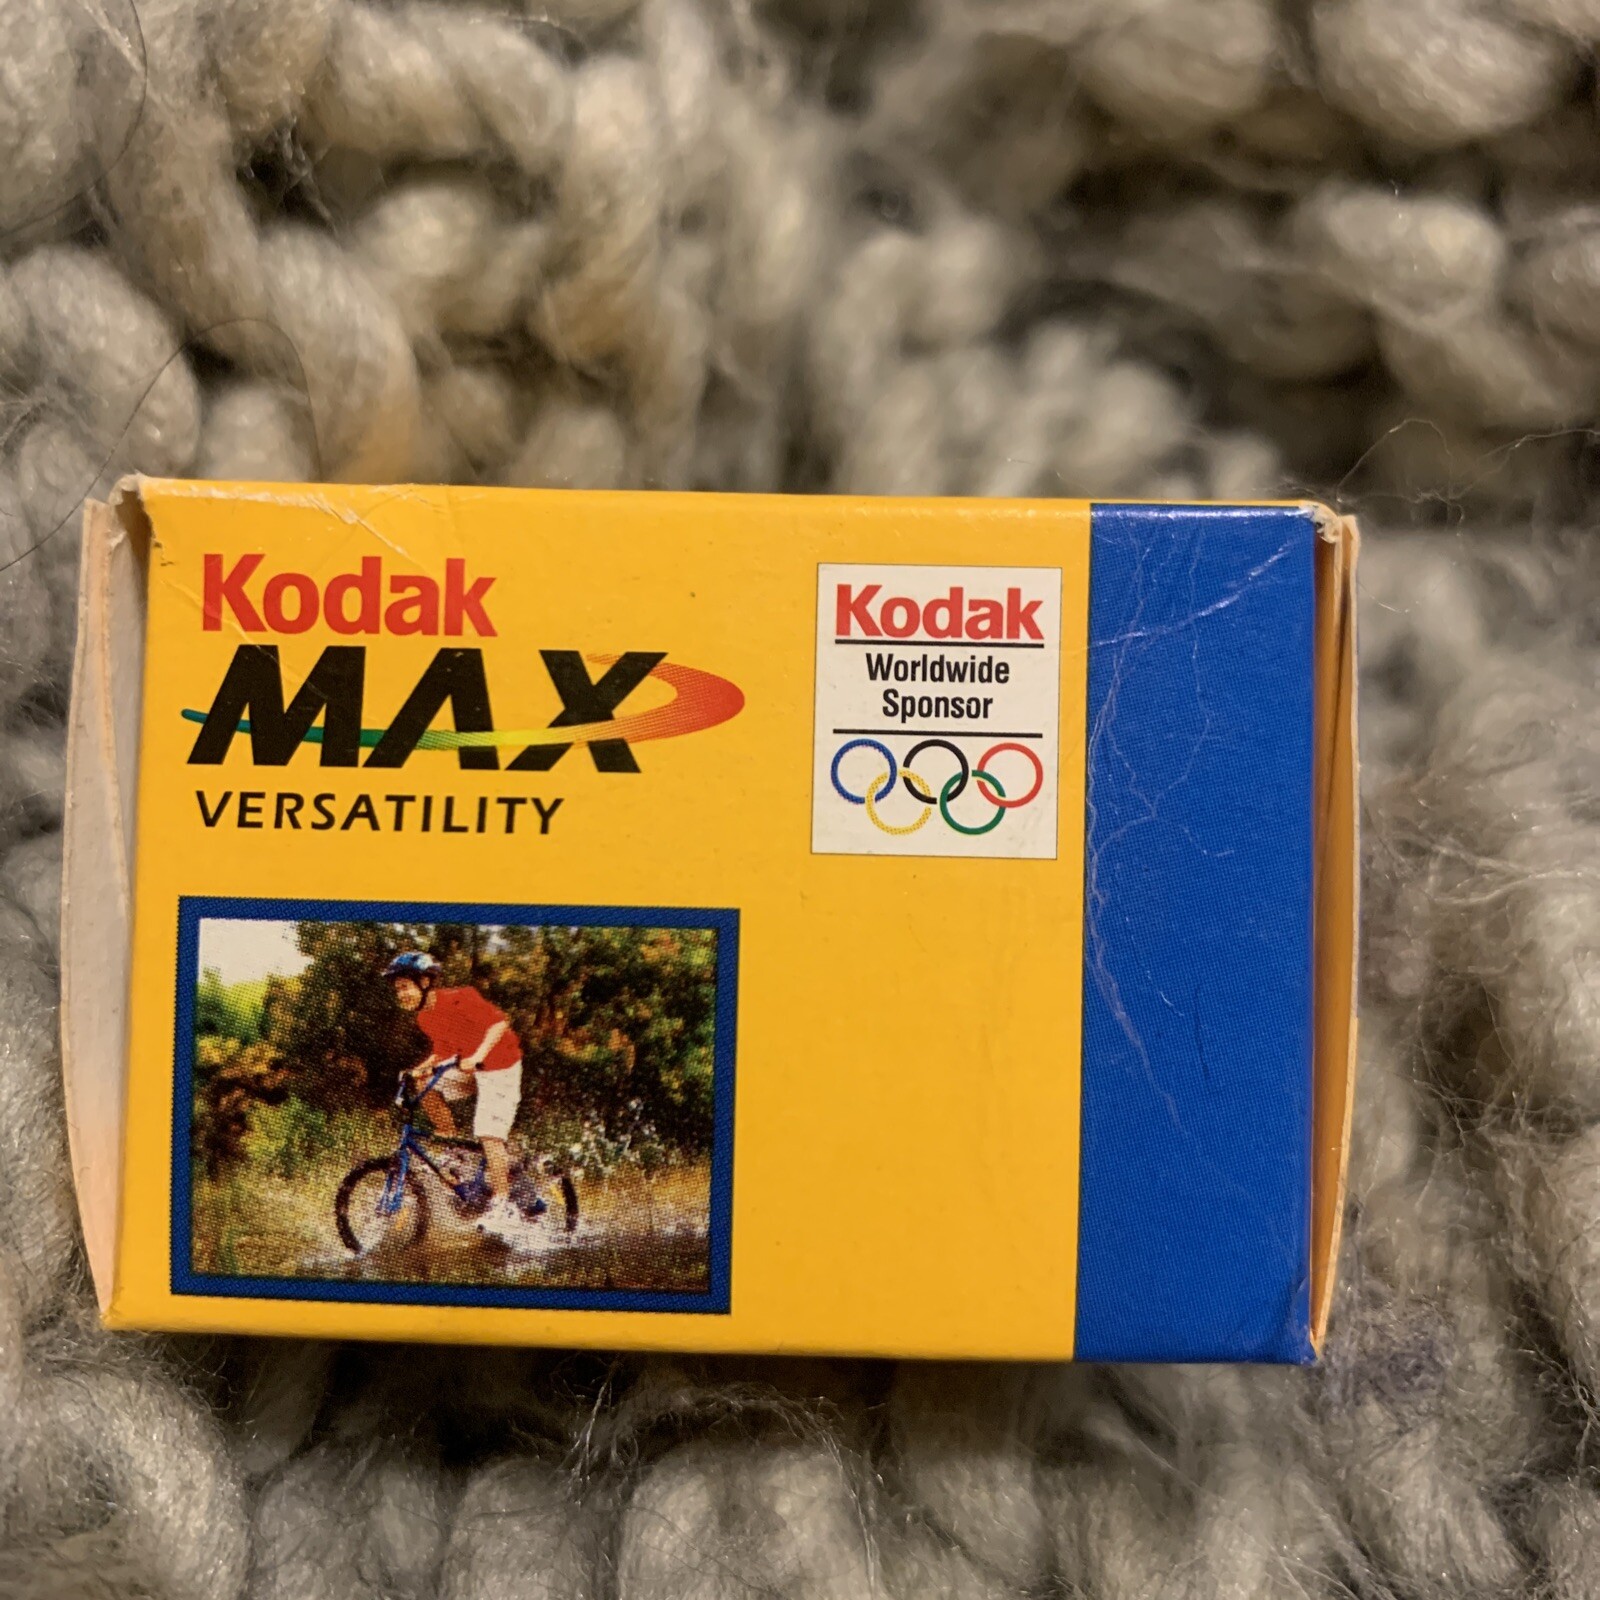 Kodak
MAX
VERSATILITY
Kodak
Worldwide
Sponsor